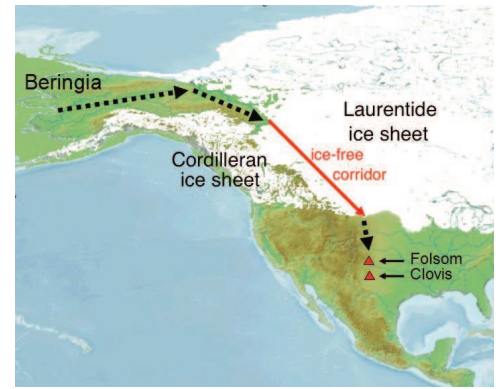 Beringia
Laurentide
ice sheet
ice-free
corridor
Cordilleran
ice sheet
Folsom
Clovis